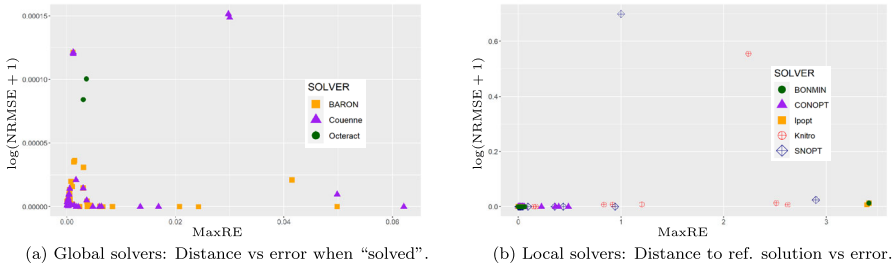 0.00015
0.00010
0.00005
0.00000
log(NRMSE + 1)
SOLVER
BARON
Couenne
Octeract
0.00
0.02
0.04
0.06
MaxRE
(a) Global solvers: Distance vs error when “solved”.
0.6
0.4
0.2
0.0
log(NRMSE + 1)
SOLVER
BONMIN
CONOPT
Ipopt
Knitro
SNOPT
0
1
2
3
MaxRE
(b) Local solvers: Distance to ref. solution vs error.